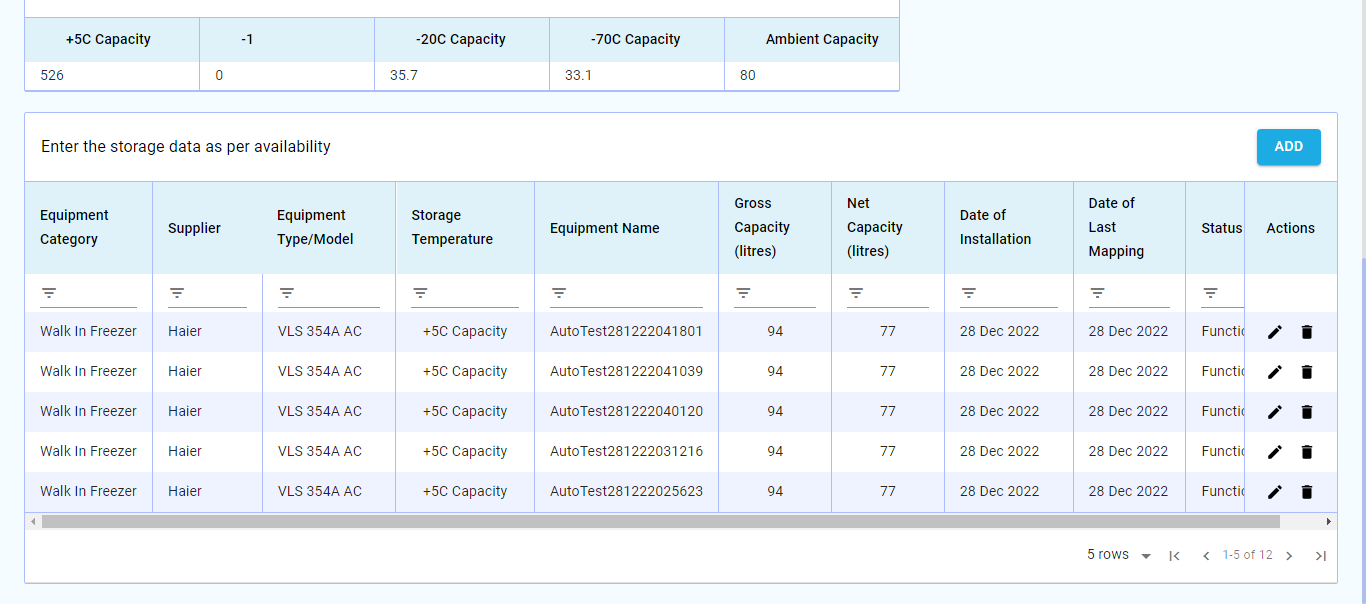 +5C Capacity -1 -20C Capacity -70C Capacity Ambient Capacity
526 0 35.7 33.1 80
Enter the storage data as per availability ADD
Equipment Category Supplier Equipment Type/Model Storage Temperature Equipment Name Gross Capacity (litres) Net Capacity (litres) Date of Installation Date of Last Mapping Status Actions
Walk In Freezer Haier VLS 354A AC +5C Capacity AutoTest281222041801 94 77 28 Dec 2022 28 Dec 2022 Functic
Walk In Freezer Haier VLS 354A AC +5C Capacity AutoTest281222041039 94 77 28 Dec 2022 28 Dec 2022 Functic
Walk In Freezer Haier VLS 354A AC +5C Capacity AutoTest281222040120 94 77 28 Dec 2022 28 Dec 2022 Functic
Walk In Freezer Haier VLS 354A AC +5C Capacity AutoTest281222031216 94 77 28 Dec 2022 28 Dec 2022 Functic
Walk In Freezer Haier VLS 354A AC +5C Capacity AutoTest281222025623 94 77 28 Dec 2022 28 Dec 2022 Functic
5 rows 1-5 of 12